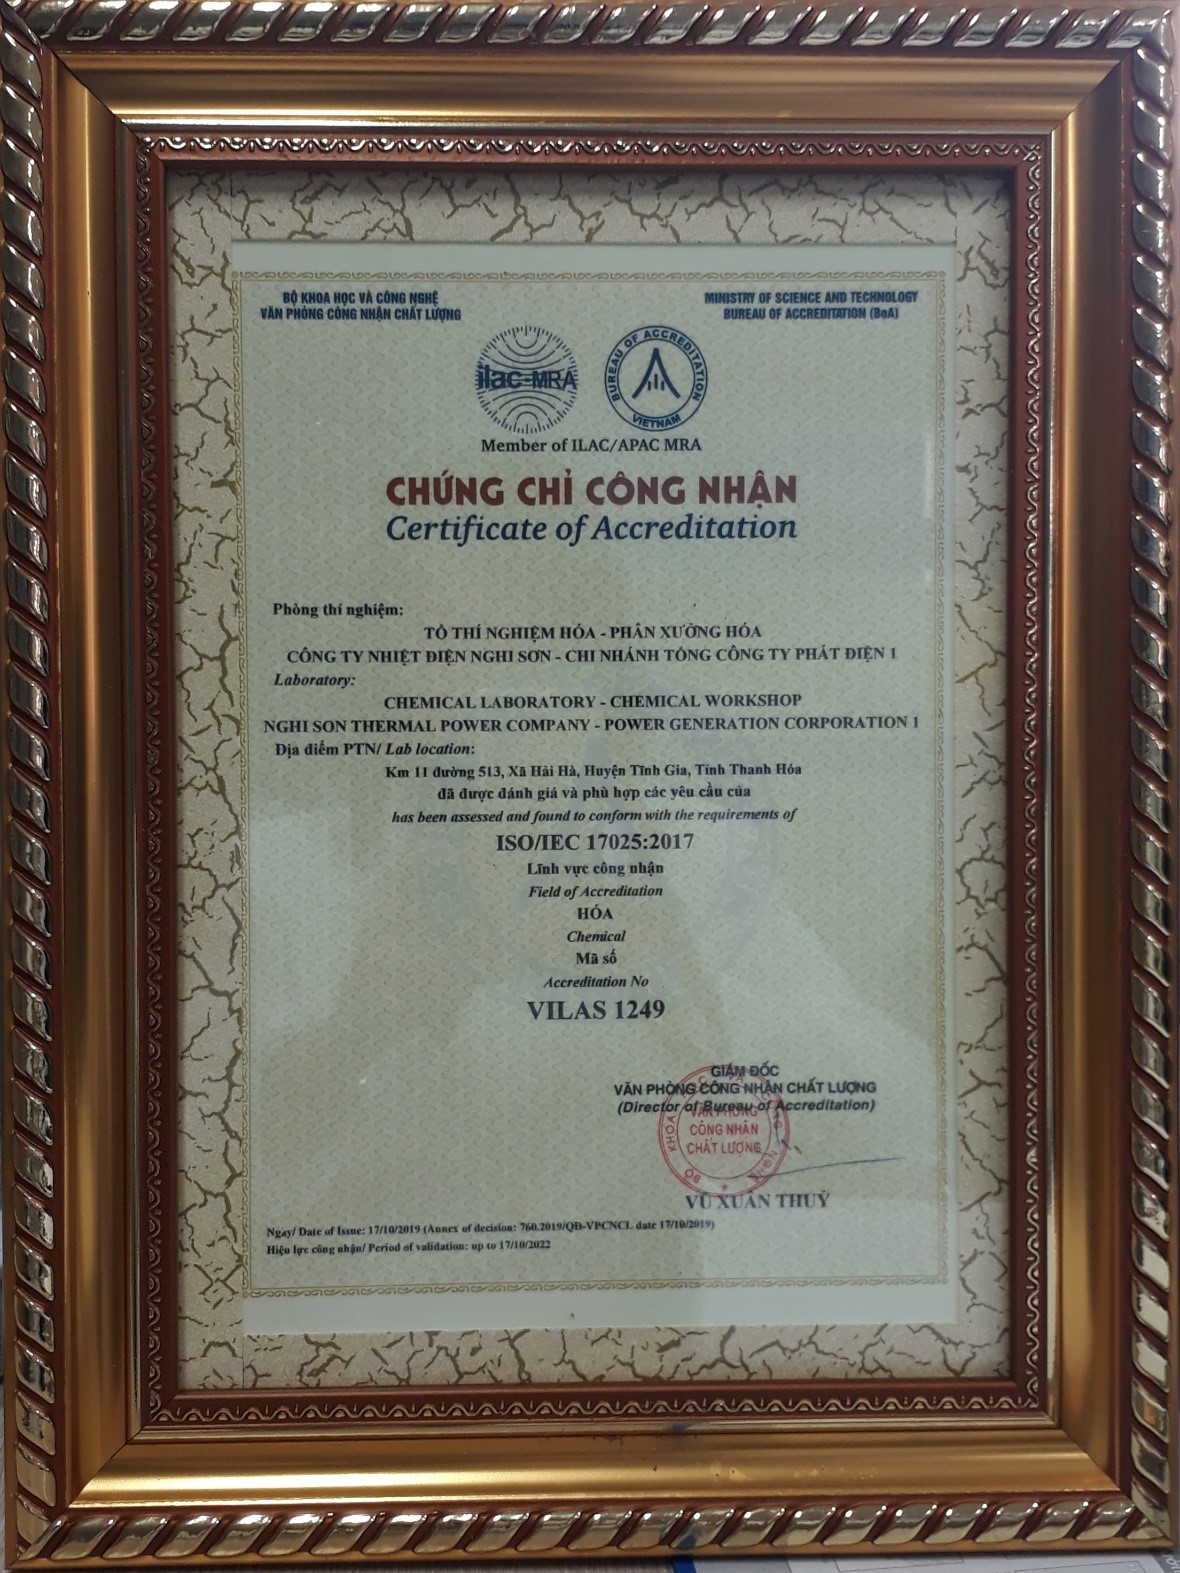 BỘ KHOA HỌC VÀ CÔNG NGHỆ
VĂN PHÒNG CÔNG NHẬN CHẤT LƯỢNG
MINISTRY OF SCIENCE AND TECHNOLOGY
BUREAU OF ACCREDITATION (BoA)
ilac-MRA
BUREAU OF ACCREDITATION
VIETNAM
Member of ILAC/APAC MRA
CHỨNG CHỈ CÔNG NHẬN
Certificate of Accreditation
Phòng thí nghiệm:
TỔ THÍ NGHIỆM HÓA - PHÂN XƯỞNG HÓA
CÔNG TY NHIỆT ĐIỆN NGHI SƠN - CHI NHÁNH TỔNG CÔNG TY PHÁT ĐIỆN 1
Laboratory:
CHEMICAL LABORATORY - CHEMICAL WORKSHOP
NGHI SON THERMAL POWER COMPANY - POWER GENERATION CORPORATION 1
Địa điểm PTN/ Lab location:
Km 11 đường 513, Xã Hải Hà, Huyện Tĩnh Gia, Tỉnh Thanh Hóa
đã được đánh giá và phù hợp các yêu cầu của
has been assessed and found to conform with the requirements of
ISO/IEC 17025:2017
Lĩnh vực công nhận
Field of Accreditation
HÓA
Chemical
Mã số
Accreditation No
VILAS 1249
GIÁM ĐỐC
VĂN PHÒNG CÔNG NHẬN CHẤT LƯỢNG
(Director of Bureau of Accreditation)
VĂN PHÒNG
CÔNG NHẬN
CHẤT LƯỢNG
VŨ XUÂN THUỶ
Ngày/ Date of Issue: 17/10/2019 (Annex of decision: 760.2019/QĐ-VPCNCL date 17/10/2019)
Hiệu lực công nhận/ Period of validation: up to 17/10/2022